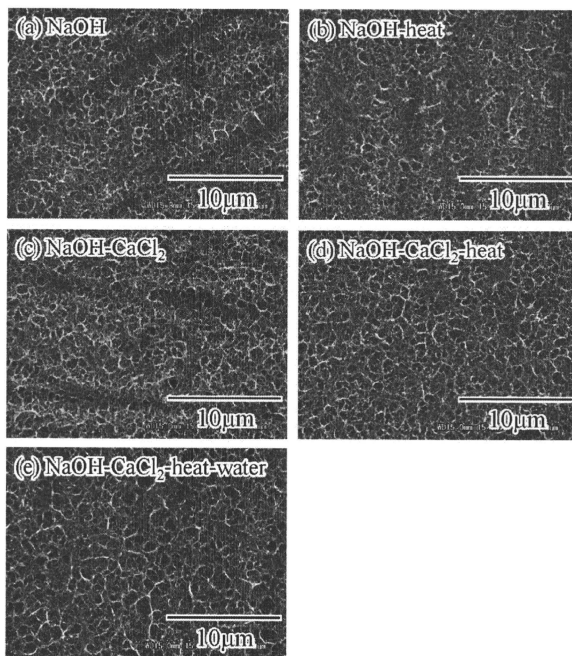 (a) NaOH
10μm
(b) NaOH-heat
10μm
(c) NaOH-CaCl₂
10μm
(d) NaOH-CaCl₂-heat
10μm
(e) NaOH-CaCl₂-heat-water
10μm